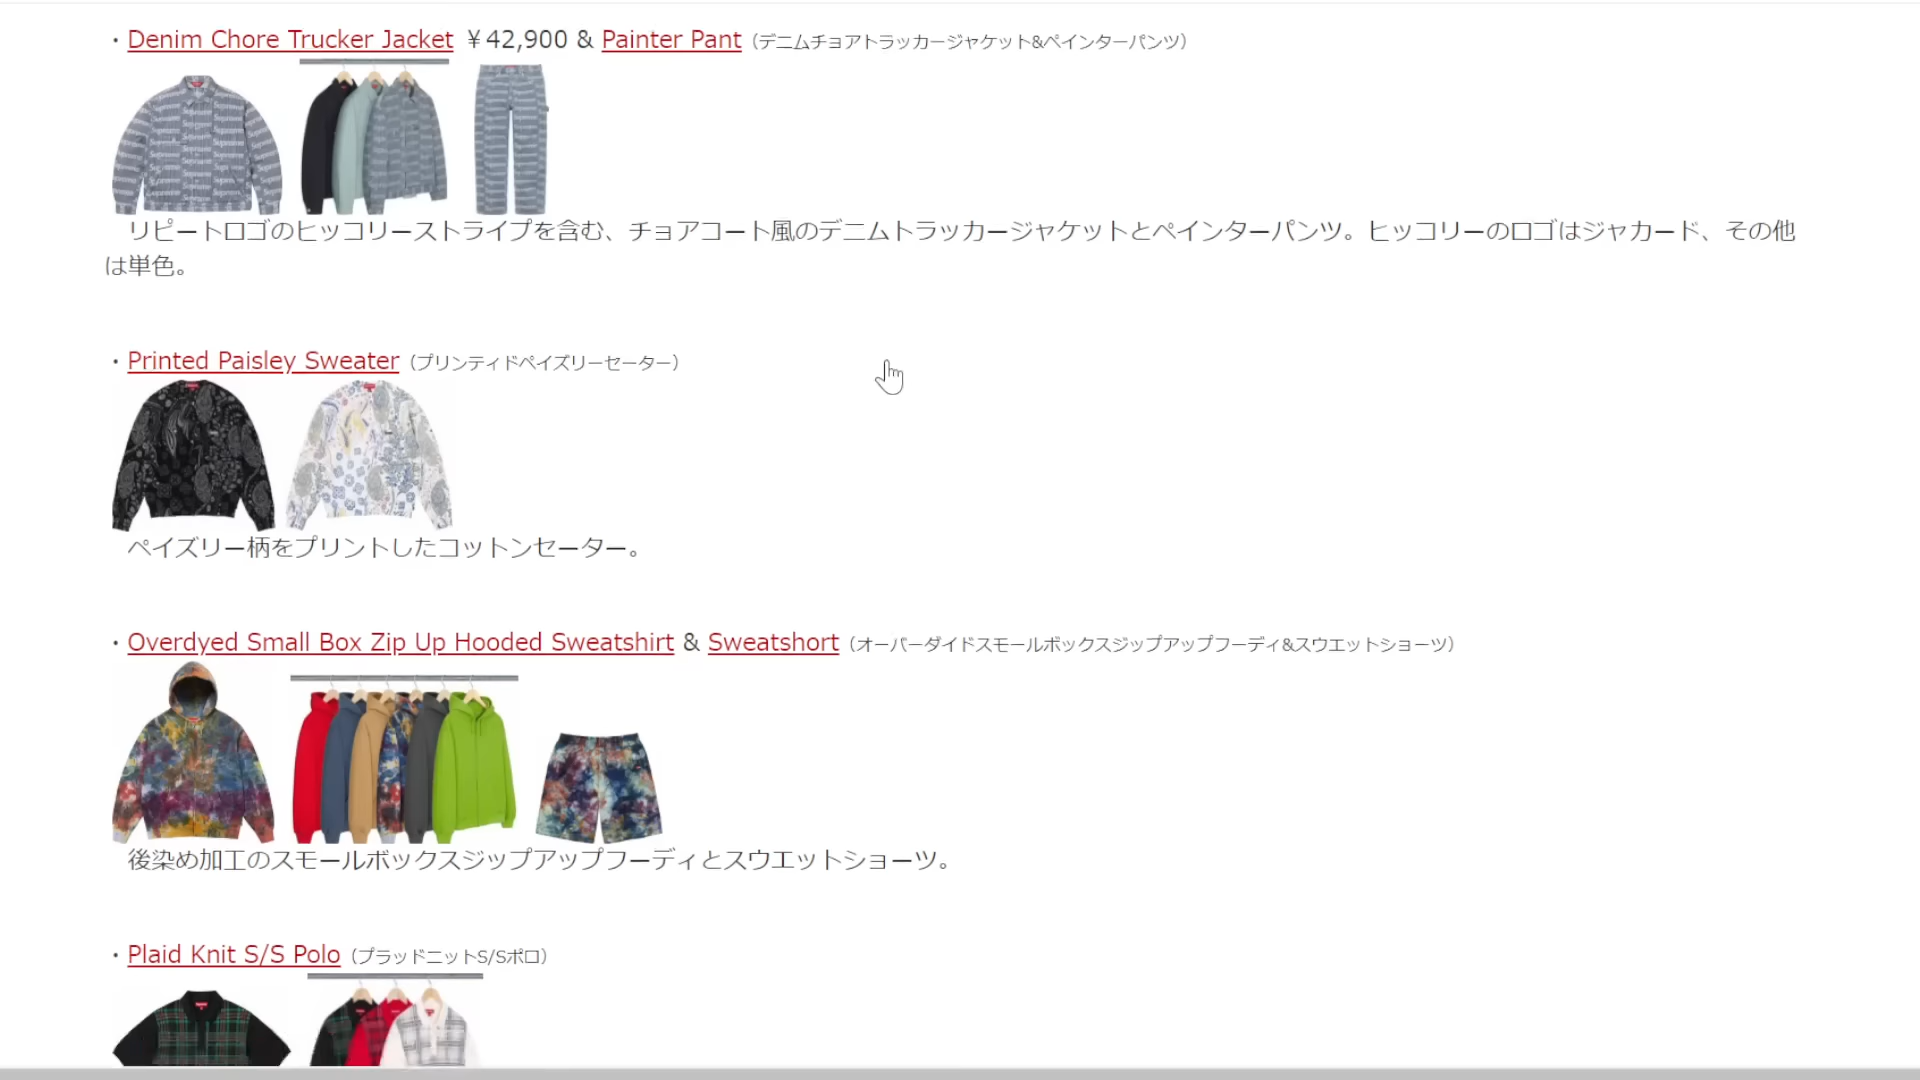 ・Denim Chore Trucker Jacket ￥42,900 & Painter Pant（デニムチョアトラッカージャケット&ペインターパンツ）
リピートロゴのヒッコリーストライプを含む、チョアコート風のデニムトラッカージャケットとペインターパンツ。ヒッコリーのロゴはジャカード、その他
は単色。
・Printed Paisley Sweater（プリンティドペイズリーセーター）
ペイズリー柄をプリントしたコットンセーター。
・Overdyed Small Box Zip Up Hooded Sweatshirt & Sweatshort（オーバーダイドスモールボックスジップアップフーディ&スウエットショーツ）
後染め加工のスモールボックスジップアップフーディとスウエットショーツ。
・Plaid Knit S/S Polo（プラッドニットS/Sポロ）